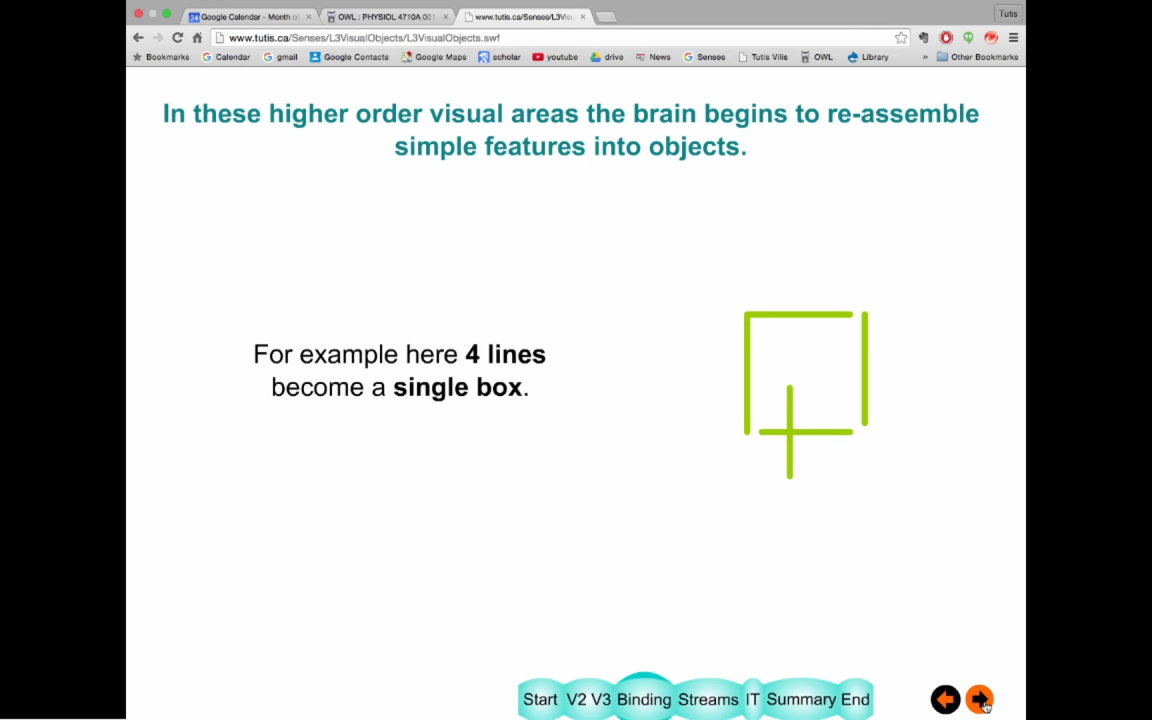 Google Calendar - Month o
OWL : PHYSIOL 4710A 001
www.tutis.ca/Senses/L3Visu
Tutis
www.tutis.ca/Senses/L3VisualObjects/L3VisualObjects.swf
Bookmarks Calendar gmail Google Contacts Google Maps scholar youtube drive News Senses Tutis Vilis OWL Library » Other Bookmarks
In these higher order visual areas the brain begins to re-assemble
simple features into objects.
For example here 4 lines
become a single box.
Start V2 V3 Binding Streams IT Summary End